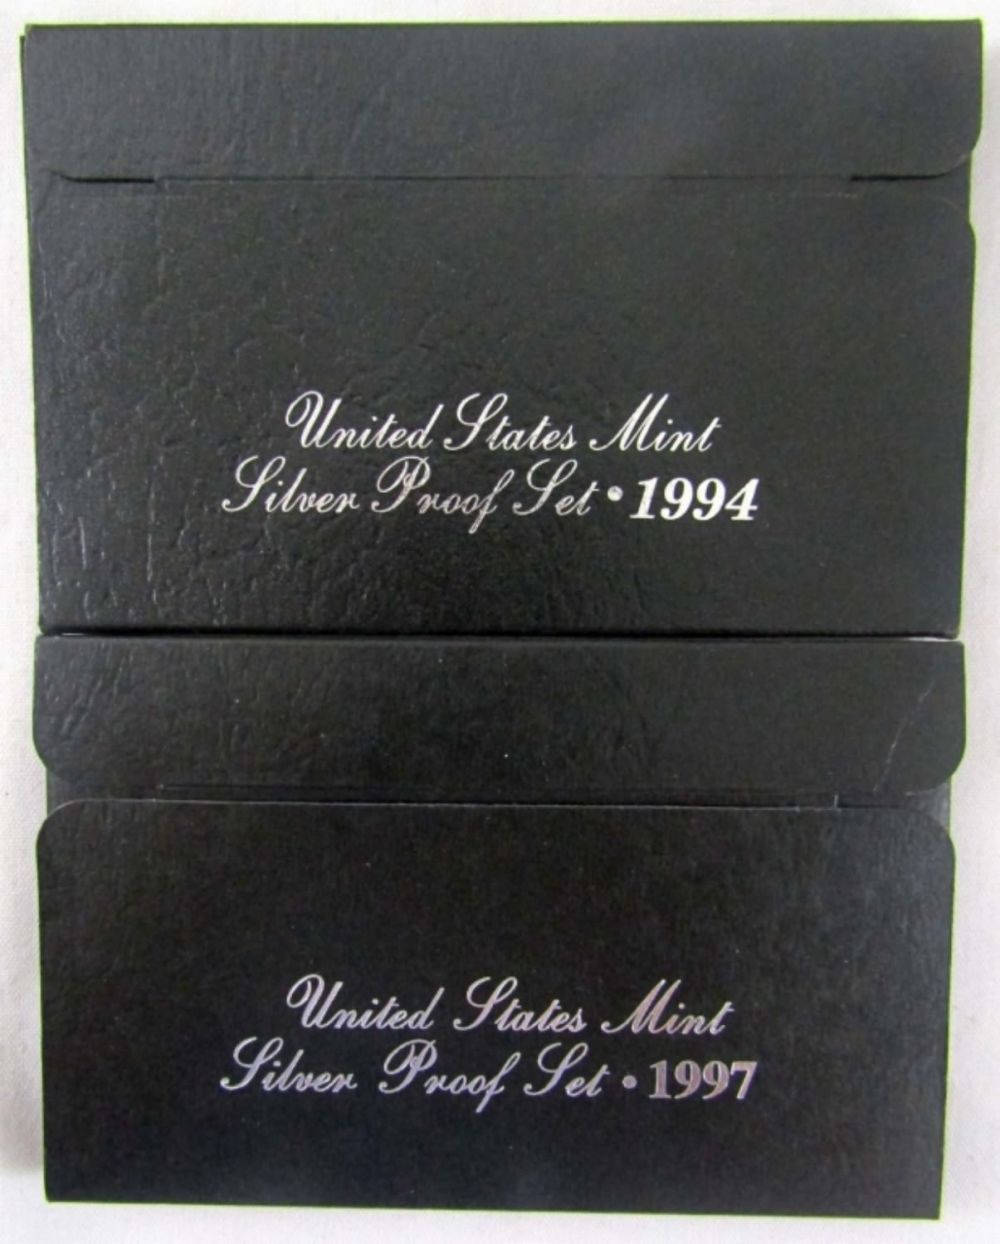 United States Mint
Silver Proof Set • 1994
United States Mint
Silver Proof Set • 1997